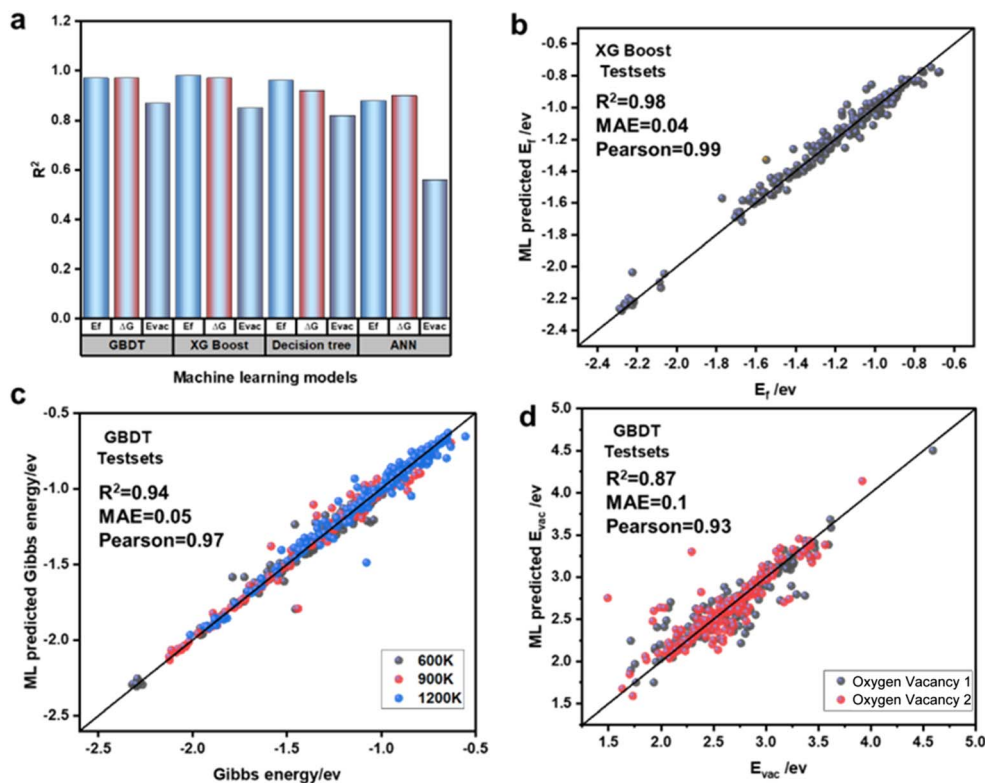 a
1.2
1.0
0.8
0.6
0.4
0.2
0.0
R²
Ef ΔG Evac Ef ΔG Evac Ef ΔG Evac Ef ΔG Evac
GBDT XG Boost Decision tree ANN
Machine learning models
b
-0.6
-0.8
-1.0
-1.2
-1.4
-1.6
-1.8
-2.0
-2.2
-2.4
ML predicted E_f /ev
XG Boost
Testsets
R²=0.98
MAE=0.04
Pearson=0.99
-2.4 -2.2 -2.0 -1.8 -1.6 -1.4 -1.2 -1.0 -0.8 -0.6
E_f /ev
c
-0.5
-1.0
-1.5
-2.0
-2.5
ML predicted Gibbs energy/ev
GBDT
Testsets
R²=0.94
MAE=0.05
Pearson=0.97
600K
900K
1200K
-2.5 -2.0 -1.5 -1.0 -0.5
Gibbs energy/ev
d
5.0
4.5
4.0
3.5
3.0
2.5
2.0
1.5
ML predicted E_vac /ev
GBDT
Testsets
R²=0.87
MAE=0.1
Pearson=0.93
Oxygen Vacancy 1
Oxygen Vacancy 2
1.5 2.0 2.5 3.0 3.5 4.0 4.5 5.0
E_vac /ev